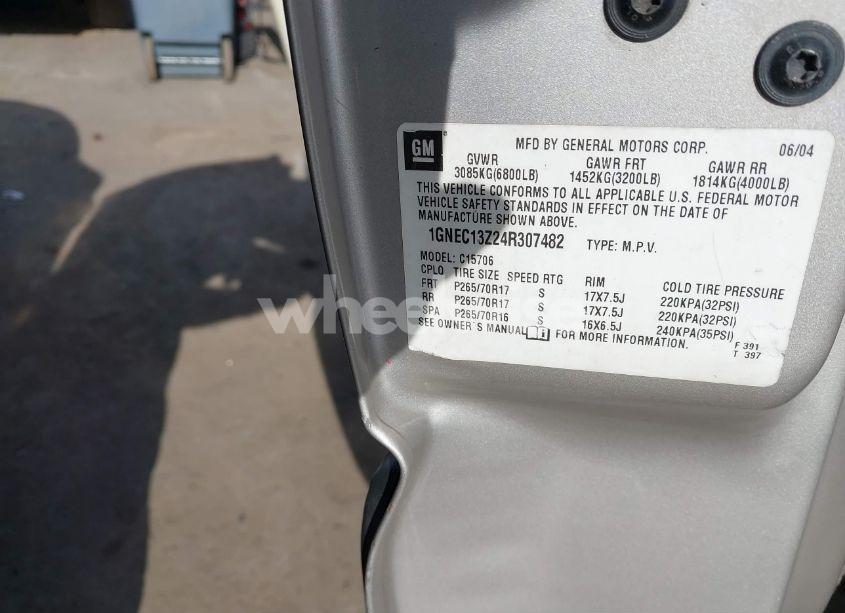 GM
MFD BY GENERAL MOTORS CORP. 06/04
GVWR GAWR FRT GAWR RR
3085KG(6800LB) 1452KG(3200LB) 1814KG(4000LB)
THIS VEHICLE CONFORMS TO ALL APPLICABLE U.S. FEDERAL MOTOR
VEHICLE SAFETY STANDARDS IN EFFECT ON THE DATE OF
MANUFACTURE SHOWN ABOVE.
1GNEC13Z24R307482 TYPE: M.P.V.
MODEL: C15706
CPLQ TIRE SIZE SPEED RTG RIM COLD TIRE PRESSURE
FRT P265/70R17 S 17X7.5J 220KPA(32PSI)
RR P265/70R17 S 17X7.5J 220KPA(32PSI)
SPA P265/70R16 S 16X6.5J 240KPA(35PSI)
SEE OWNER'S MANUAL FOR MORE INFORMATION.
F 391
T 397